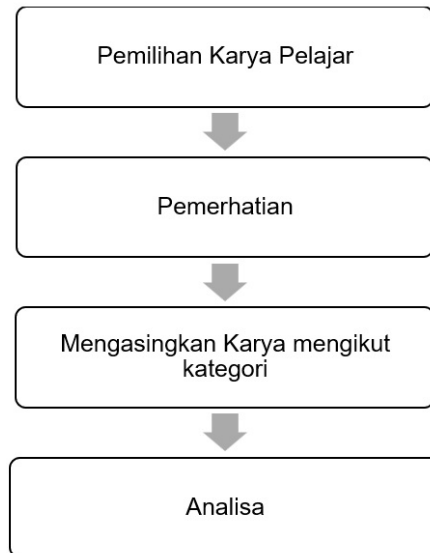 Pemilihan Karya Pelajar
Pemerhatian
Mengasingkan Karya mengikut
kategori
Analisa